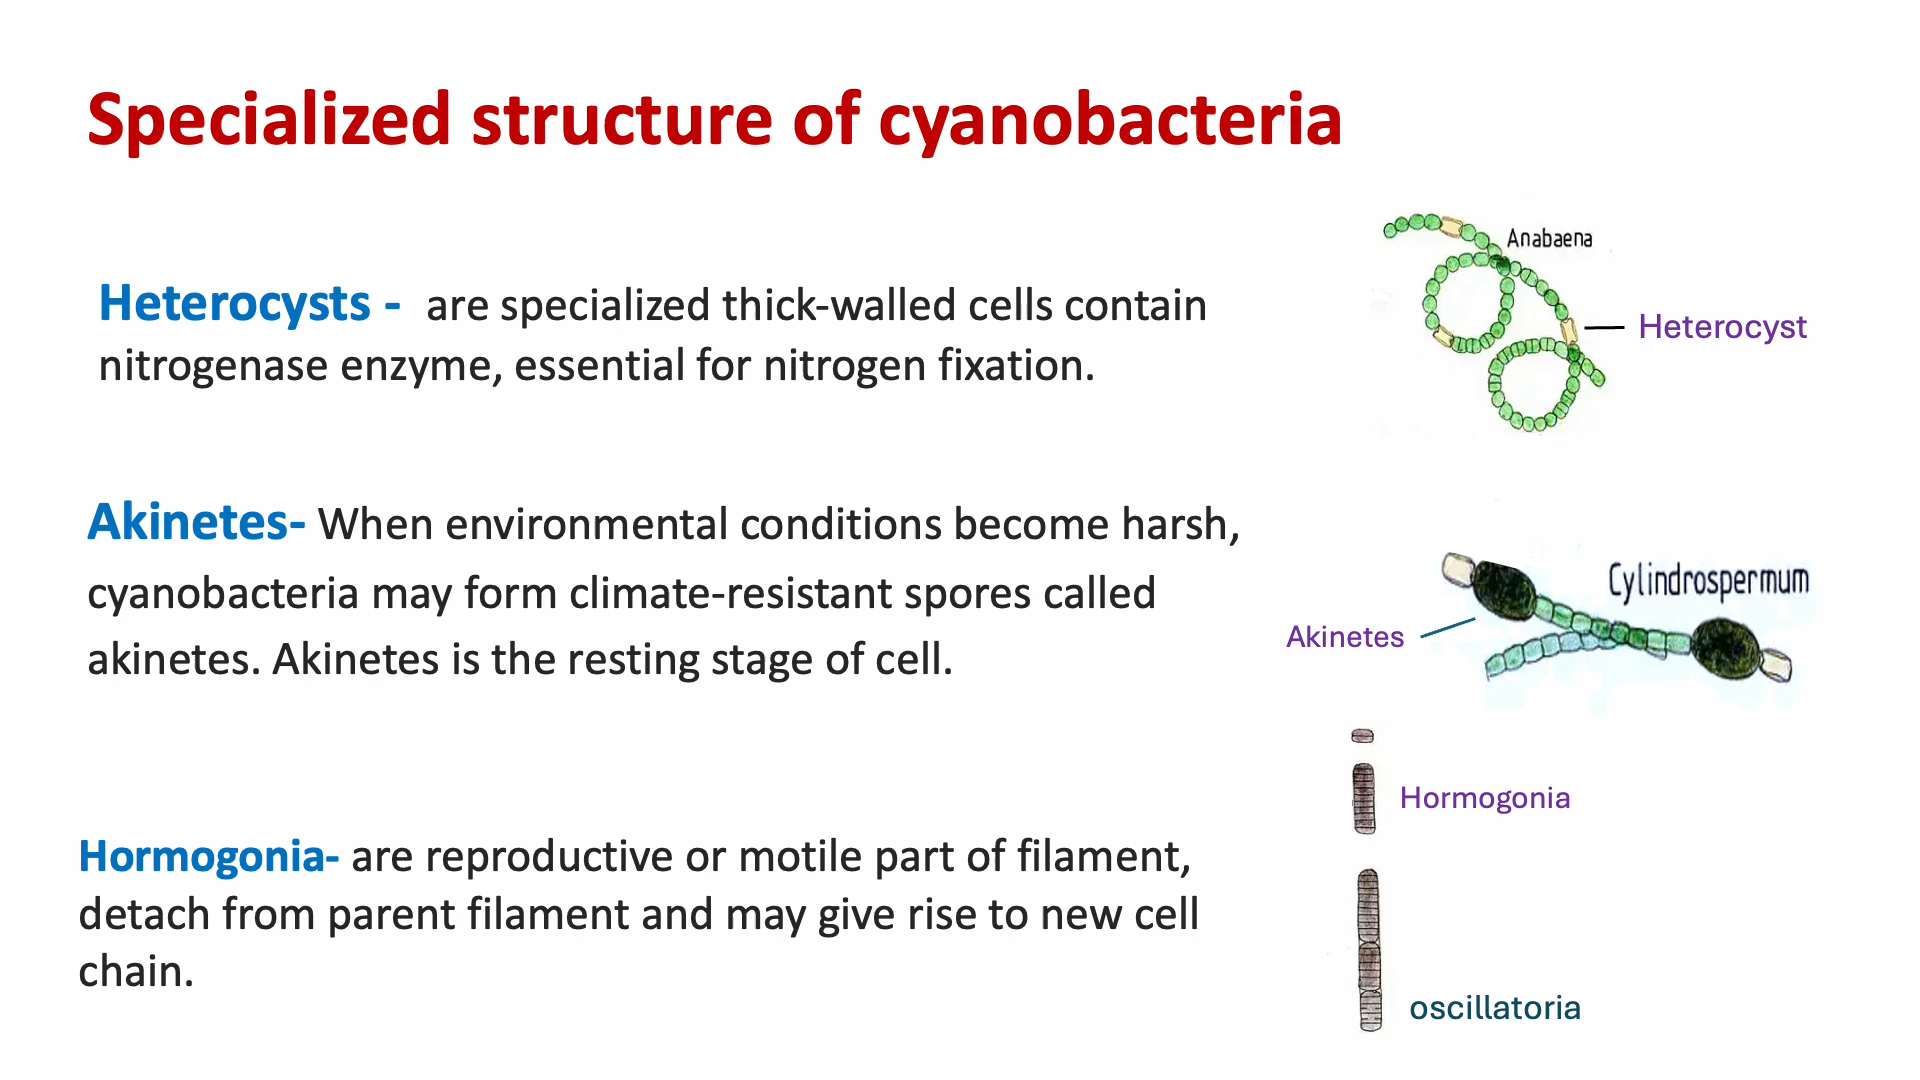 Specialized structure of cyanobacteria
Heterocysts - are specialized thick-walled cells contain
nitrogenase enzyme, essential for nitrogen fixation.
Anabaena
Heterocyst
Akinetes- When environmental conditions become harsh,
cyanobacteria may form climate-resistant spores called
akinetes. Akinetes is the resting stage of cell.
Cylindrospermum
Akinetes
Hormogonia
Hormogonia- are reproductive or motile part of filament,
detach from parent filament and may give rise to new cell
chain.
oscillatoria